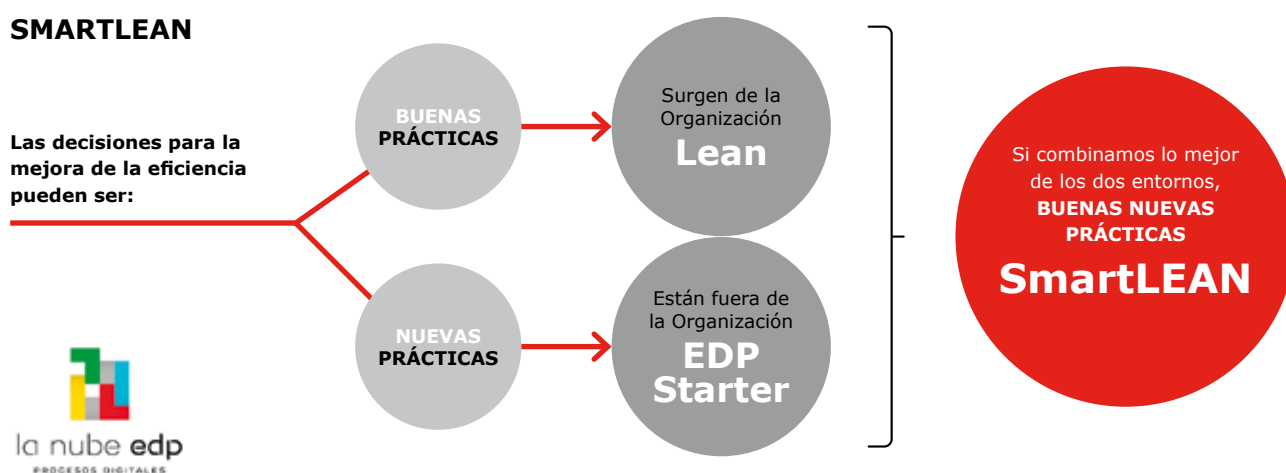 SMARTLEAN
Las decisiones para la
mejora de la eficiencia
pueden ser:
BUENAS
PRÁCTICAS
Surgen de la
Organización
Lean
NUEVAS
PRÁCTICAS
Están fuera de
la Organización
EDP
Starter
Si combinamos lo mejor
de los dos entornos,
BUENAS NUEVAS
PRÁCTICAS
SmartLEAN
la nube edp
PROCESOS DIGITALES